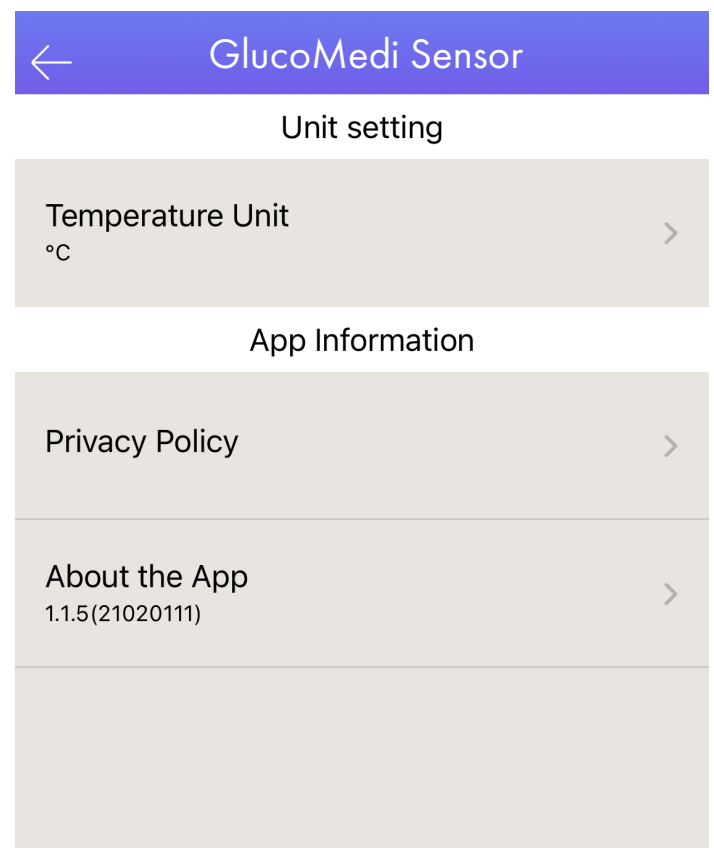 GlucoMedi Sensor
Unit setting
Temperature Unit
°C
App Information
Privacy Policy
About the App
1.1.5(21020111)